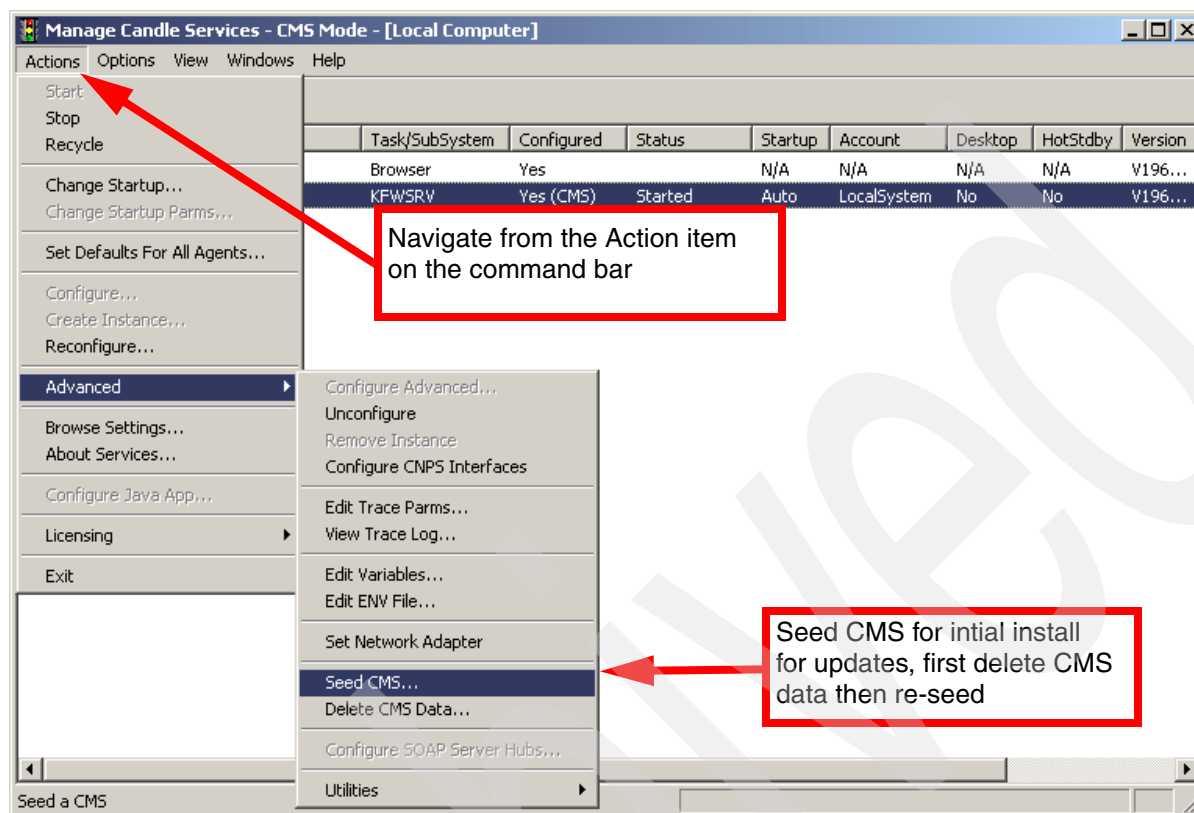 Manage Candle Services - CMS Mode - [Local Computer]
Actions Options View Windows Help
Start
Stop
Recycle
Change Startup...
Change Startup Parms...
Set Defaults For All Agents...
Configure...
Create Instance...
Reconfigure...
Advanced
Browse Settings...
About Services...
Configure Java App...
Licensing
Exit
Task/SubSystem Configured Status Startup Account Desktop HotStdby Version
Browser Yes N/A N/A N/A N/A V196...
KFWSRV Yes (CMS) Started Auto LocalSystem No No V196...
Navigate from the Action item
on the command bar
Configure Advanced...
Unconfigure
Remove Instance
Configure CNPS Interfaces
Edit Trace Parms...
View Trace Log...
Edit Variables...
Edit ENV File...
Set Network Adapter
Seed CMS...
Delete CMS Data...
Configure SOAP Server Hubs...
Utilities
Seed CMS for intial install
for updates, first delete CMS
data then re-seed
Seed a CMS